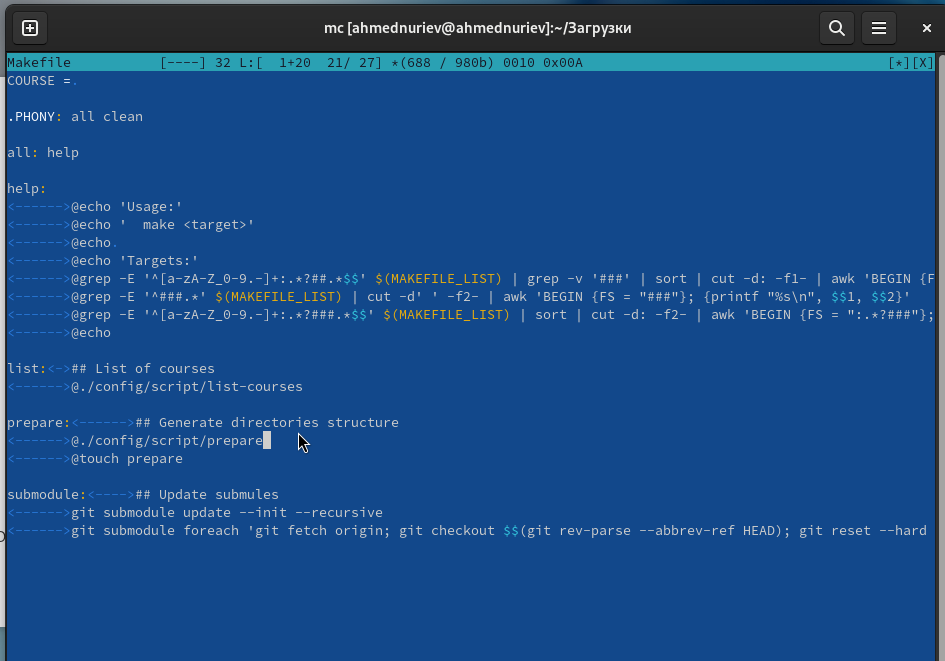 mc [ahmednuriev@ahmednuriev]:~/Загрузки
Makefile [----] 32 L:[ 1+20 21/ 27] *(688 / 980b) 0010 0x00A [*][X]
COURSE =.
.PHONY: all clean
all: help
help:
<------>@echo 'Usage:'
<------>@echo '  make <target>'
<------>@echo.
<------>@echo 'Targets:'
<------>@grep -E '^[a-zA-Z_0-9.-]+:.*?##.*$$' $(MAKEFILE_LIST) | grep -v '###' | sort | cut -d: -f1- | awk 'BEGIN {F
<------>@grep -E '^###.*' $(MAKEFILE_LIST) | cut -d' ' -f2- | awk 'BEGIN {FS = "###"}; {printf "%s\n", $$1, $$2}'
<------>@grep -E '^[a-zA-Z_0-9.-]+:.*?###.*$$' $(MAKEFILE_LIST) | sort | cut -d: -f2- | awk 'BEGIN {FS = ":.*?###"};
<------>@echo
list:<->## List of courses
<------>@./config/script/list-courses
prepare:<------>## Generate directories structure
<------>@./config/script/prepare
<------>@touch prepare
submodule:<---->## Update submules
<------>git submodule update --init --recursive
<------>git submodule foreach 'git fetch origin; git checkout $$(git rev-parse --abbrev-ref HEAD); git reset --hard